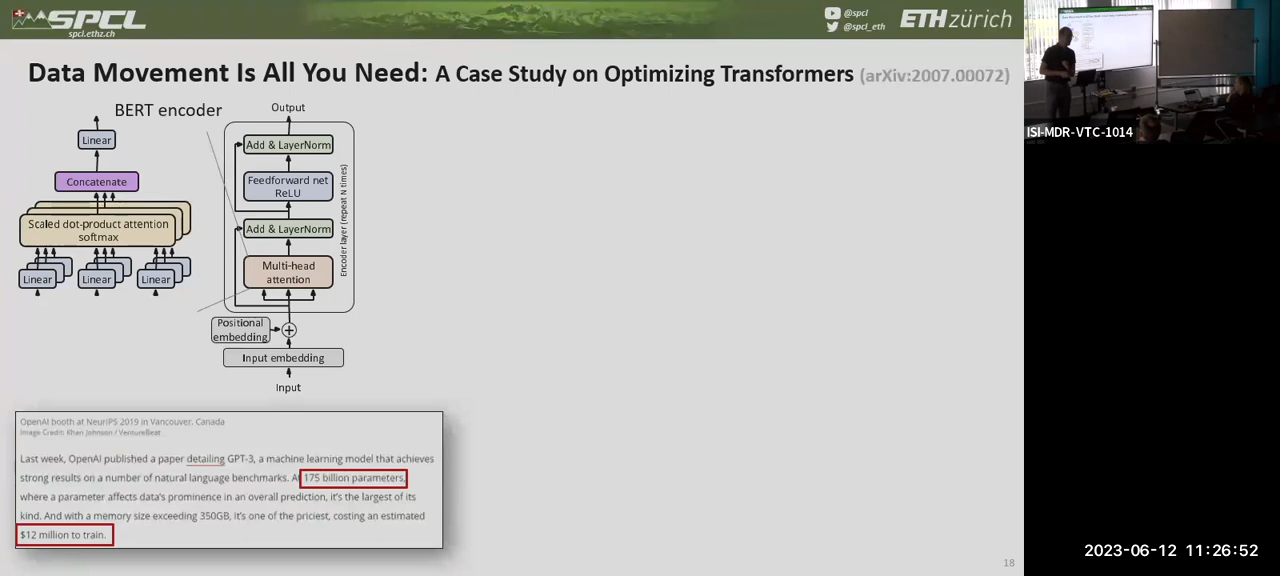 SPCL
spcl.ethz.ch
@spcl
@spcl_eth
ETH zürich
Data Movement Is All You Need: A Case Study on Optimizing Transformers (arXiv:2007.00072)
BERT encoder
Linear
Concatenate
Scaled dot-product attention
softmax
Linear
Linear
Linear
Output
Add & LayerNorm
Feedforward net
ReLU
Add & LayerNorm
Multi-head
attention
Encoder layer (repeat N times)
Positional
embedding
+
Input embedding
Input
OpenAI booth at NeurIPS 2019 in Vancouver, Canada
Image Credit: Khari Johnson / VentureBeat
Last week, OpenAI published a paper detailing GPT-3, a machine learning model that achieves
strong results on a number of natural language benchmarks. At 175 billion parameters,
where a parameter affects data's prominence in an overall prediction, it's the largest of its
kind. And with a memory size exceeding 350GB, it's one of the priciest, costing an estimated
$12 million to train.
18
ISI-MDR-VTC-1014
2023-06-12 11:26:52